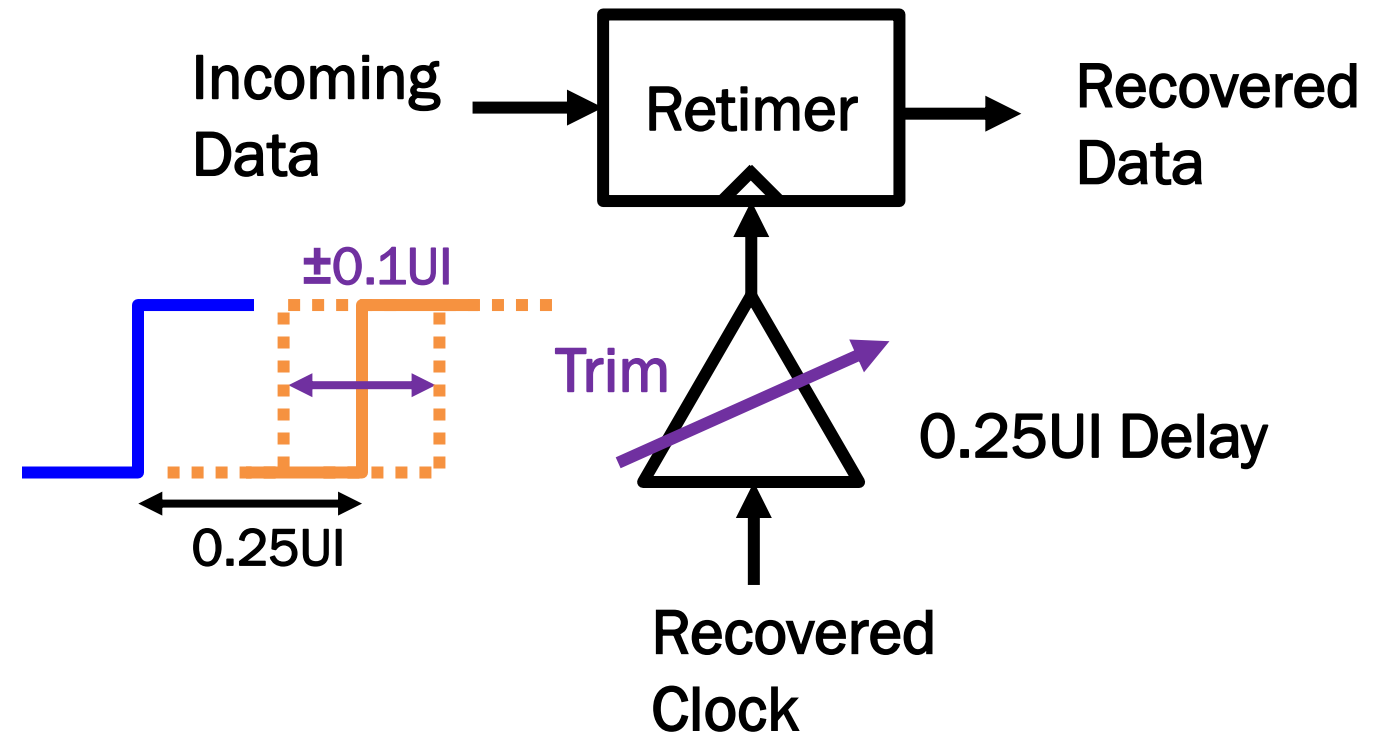 Incoming
Data
Retimer
Recovered
Data
±0.1UI
Trim
0.25UI Delay
0.25UI
Recovered
Clock